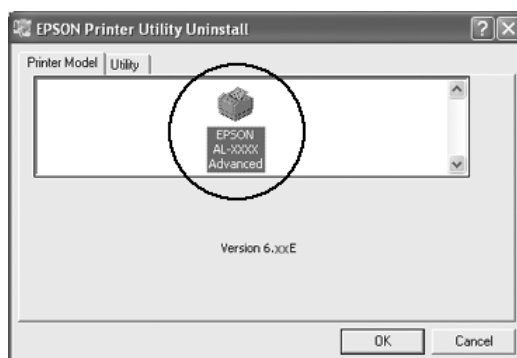 EPSON Printer Utility Uninstall
Printer Model
Utility
EPSON
AL-XXXX
Advanced
Version 6.xxE
OK
Cancel